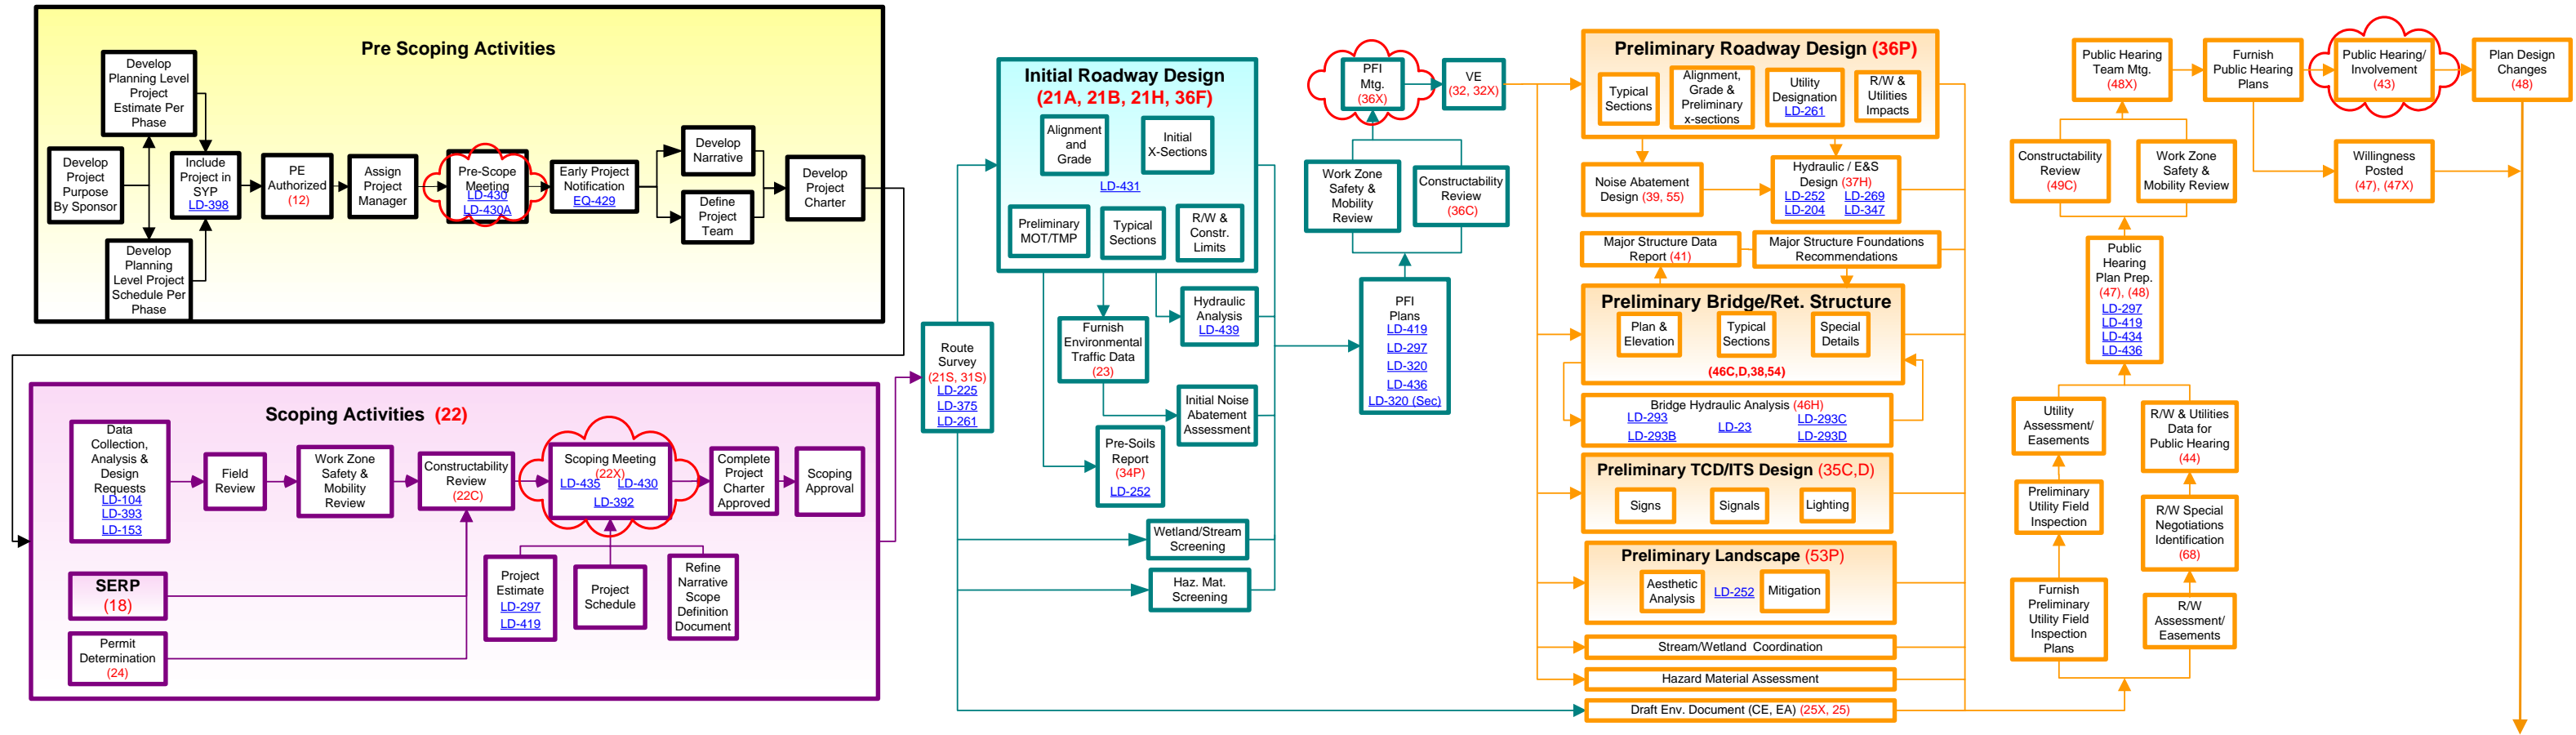 Pre Scoping Activities
Develop
Planning Level
Project
Estimate Per
Phase
Develop
Project
Purpose
By Sponsor
Develop
Planning
Level Project
Schedule Per
Phase
Include
Project in
SYP
LD-398
PE
Authorized
(12)
Assign
Project
Manager
Pre-Scope
Meeting
LD-430
LD-430A
Early Project
Notification
EQ-429
Develop
Narrative
Define
Project
Team
Develop
Project
Charter
Scoping Activities (22)
Data
Collection,
Analysis &
Design
Requests
LD-104
LD-393
LD-153
Field
Review
Work Zone
Safety &
Mobility
Review
Constructability
Review
(22C)
Scoping Meeting
(22X)
LD-435 LD-430
LD-392
Complete
Project
Charter
Approved
Scoping
Approval
SERP
(18)
Permit
Determination
(24)
Project
Estimate
LD-297
LD-419
Project
Schedule
Refine
Narrative
Scope
Definition
Document
Route
Survey
(21S, 31S)
LD-225
LD-375
LD-261
Initial Roadway Design
(21A, 21B, 21H, 36F)
Alignment
and
Grade
Initial
X-Sections
LD-431
Preliminary
MOT/TMP
Typical
Sections
R/W &
Constr.
Limits
Hydraulic
Analysis
LD-439
Furnish
Environmental
Traffic Data
(23)
Initial Noise
Abatement
Assessment
Pre-Soils
Report
(34P)
LD-252
Wetland/Stream
Screening
Haz. Mat.
Screening
PFI
Mtg.
(36X)
VE
(32, 32X)
Work Zone
Safety &
Mobility
Review
Constructability
Review
(36C)
PFI
Plans
LD-419
LD-297
LD-320
LD-436
LD-320 (Sec)
Preliminary Roadway Design (36P)
Typical
Sections
Alignment,
Grade &
Preliminary
x-sections
Utility
Designation
LD-261
R/W &
Utilities
Impacts
Noise Abatement
Design (39, 55)
Hydraulic / E&S
Design (37H)
LD-252 LD-269
LD-204 LD-347
Major Structure Data
Report (41)
Major Structure Foundations
Recommendations
Preliminary Bridge/Ret. Structure
Plan &
Elevation
Typical
Sections
Special
Details
(46C,D,38,54)
Bridge Hydraulic Analysis (46H)
LD-293 LD-23 LD-293C
LD-293B LD-293D
Preliminary TCD/ITS Design (35C,D)
Signs
Signals
Lighting
Preliminary Landscape (53P)
Aesthetic
Analysis
LD-252
Mitigation
Stream/Wetland Coordination
Hazard Material Assessment
Draft Env. Document (CE, EA) (25X, 25)
Public Hearing
Team Mtg.
(48X)
Furnish
Public Hearing
Plans
Public Hearing/
Involvement
(43)
Plan Design
Changes
(48)
Constructability
Review
(49C)
Work Zone
Safety &
Mobility Review
Willingness
Posted
(47), (47X)
Public
Hearing
Plan Prep.
(47), (48)
LD-297
LD-419
LD-434
LD-436
Utility
Assessment/
Easements
R/W & Utilities
Data for
Public Hearing
(44)
Preliminary
Utility Field
Inspection
R/W Special
Negotiations
Identification
(68)
Furnish
Preliminary
Utility Field
Inspection
Plans
R/W
Assessment/
Easements